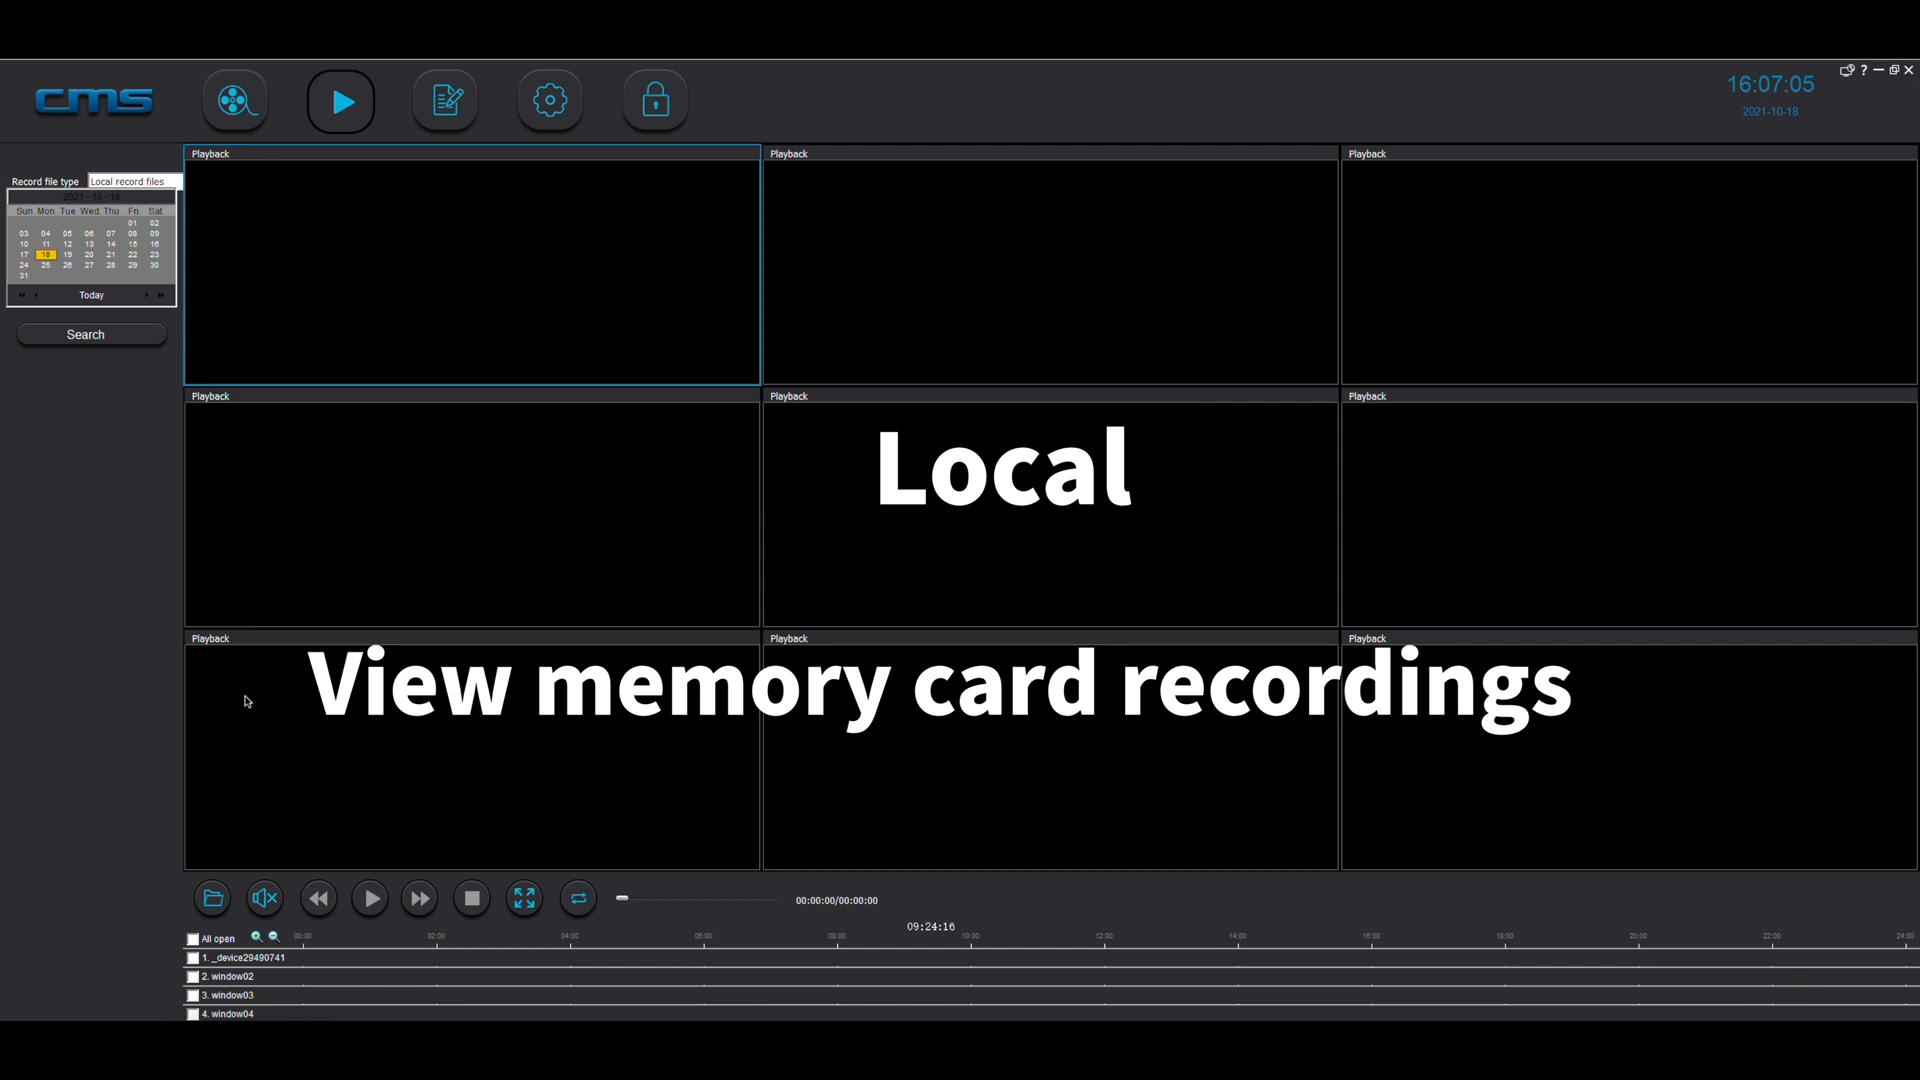 cms
16:07:05
2021-10-18
?
Record file type Local record files
2021-10-18
Sun. Mon. Tue. Wed. Thu. Fri. Sat.
01 02
03 04 05 06 07 08 09
10 11 12 13 14 15 16
17 18 19 20 21 22 23
24 25 26 27 28 29 30
31
Today
Search
Playback Playback Playback
Playback Playback Playback
Local
Playback Playback Playback
View memory card recordings
00:00:00/00:00:00
09:24:16
All open 00:00 02:00 04:00 06:00 08:00 10:00 12:00 14:00 16:00 18:00 20:00 22:00 24:00
1. _device29490741
2. window02
3. window03
4. window04